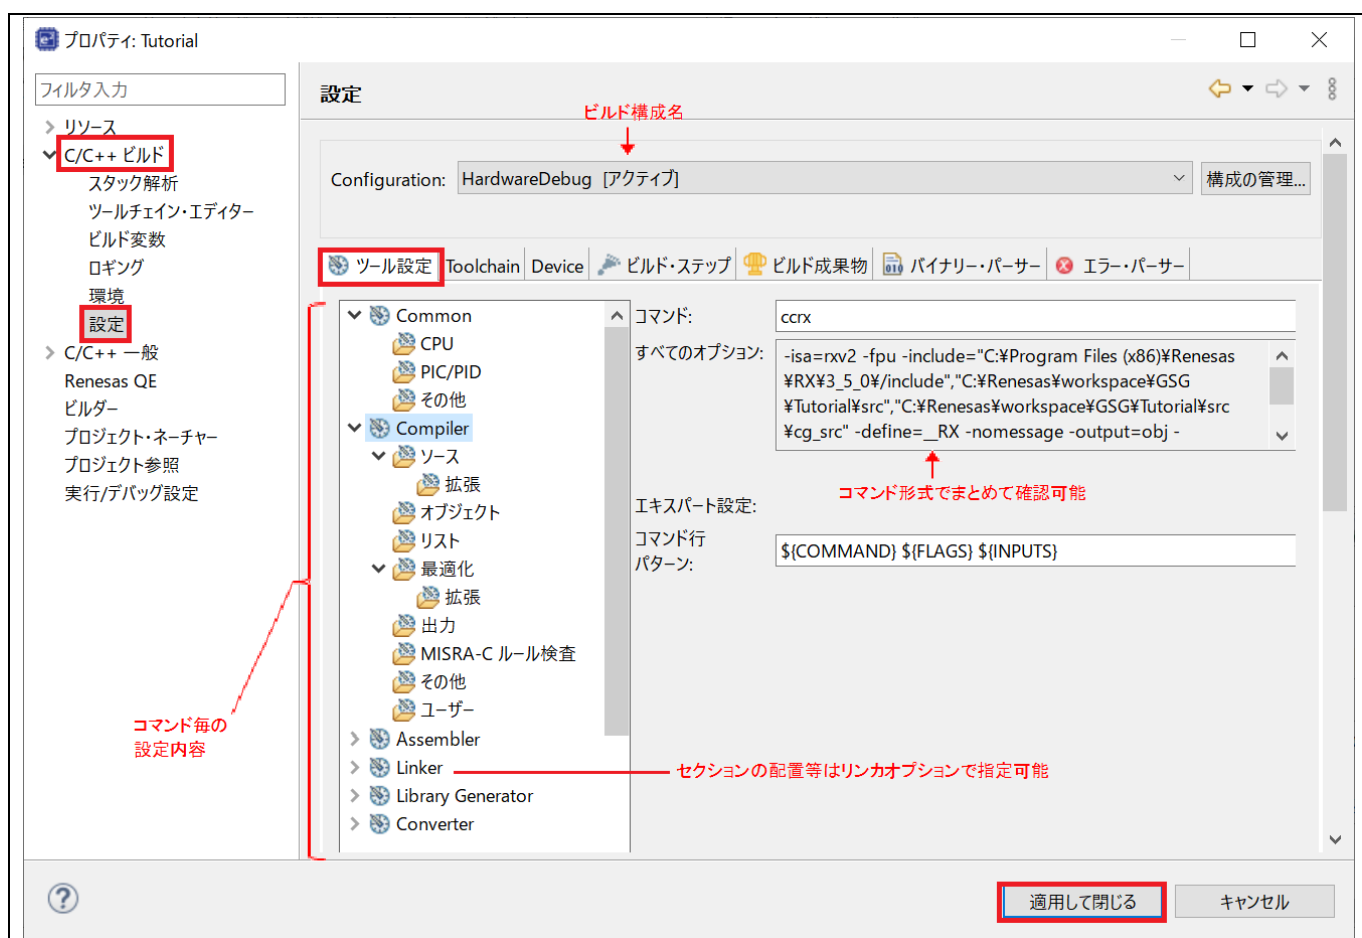 プロパティ: Tutorial
フィルタ入力
設定
ビルド構成名
リソース
C/C++ ビルド
スタック解析
ツールチェイン・エディター
ビルド変数
ロギング
環境
設定
C/C++ 一般
Renesas QE
ビルダー
プロジェクト・ネーチャー
プロジェクト参照
実行/デバッグ設定
Configuration: HardwareDebug [アクティブ] 構成の管理...
ツール設定 Toolchain Device ビルド・ステップ ビルド成果物 バイナリー・パーサー エラー・パーサー
Common
CPU
PIC/PID
その他
Compiler
ソース
拡張
オブジェクト
リスト
最適化
拡張
出力
MISRA-C ルール検査
その他
ユーザー
Assembler
Linker
Library Generator
Converter
コマンド: ccrx
すべてのオプション: -isa=rxv2 -fpu -include="C:¥Program Files (x86)¥Renesas
¥RX¥3_5_0¥/include","C:¥Renesas¥workspace¥GSG
¥Tutorial¥src","C:¥Renesas¥workspace¥GSG¥Tutorial¥src
¥cg_src" -define=__RX -nomessage -output=obj -
コマンド形式でまとめて確認可能
エキスパート設定:
コマンド行
パターン: ${COMMAND} ${FLAGS} ${INPUTS}
コマンド毎の
設定内容
セクションの配置等はリンカオプションで指定可能
適用して閉じる キャンセル